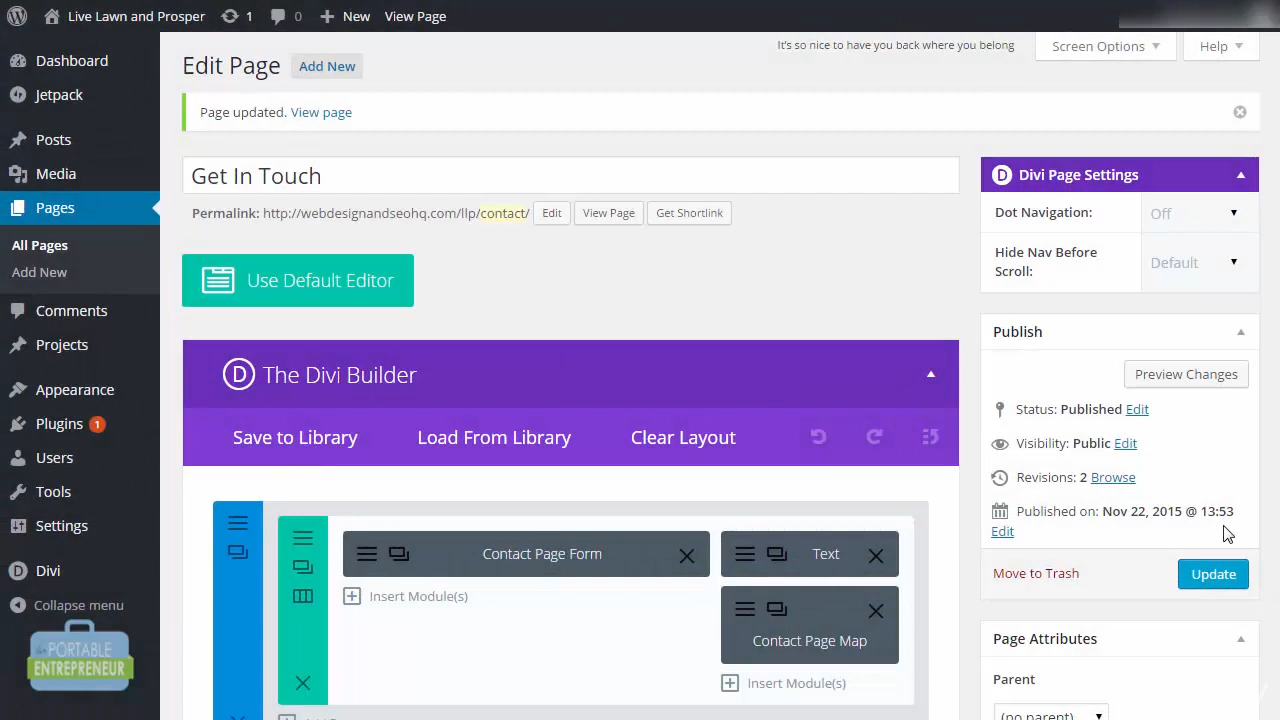 Live Lawn and Prosper 1 0 New View Page
It's so nice to have you back where you belong
Screen Options
Help
Dashboard
Jetpack
Posts
Media
Pages
All Pages
Add New
Comments
Projects
Appearance
Plugins 1
Users
Tools
Settings
Divi
Collapse menu
PORTABLE
ENTREPRENEUR
Edit Page Add New
Page updated. View page
Get In Touch
Permalink: http://webdesignandseohq.com/llp/contact/ Edit View Page Get Shortlink
Use Default Editor
D The Divi Builder
Save to Library Load From Library Clear Layout
Contact Page Form
Insert Module(s)
Text
Contact Page Map
Insert Module(s)
D Divi Page Settings
Dot Navigation: Off
Hide Nav Before
Scroll:
Default
Publish
Preview Changes
Status: Published Edit
Visibility: Public Edit
Revisions: 2 Browse
Published on: Nov 22, 2015 @ 13:53
Edit
Move to Trash Update
Page Attributes
Parent
(no parent)